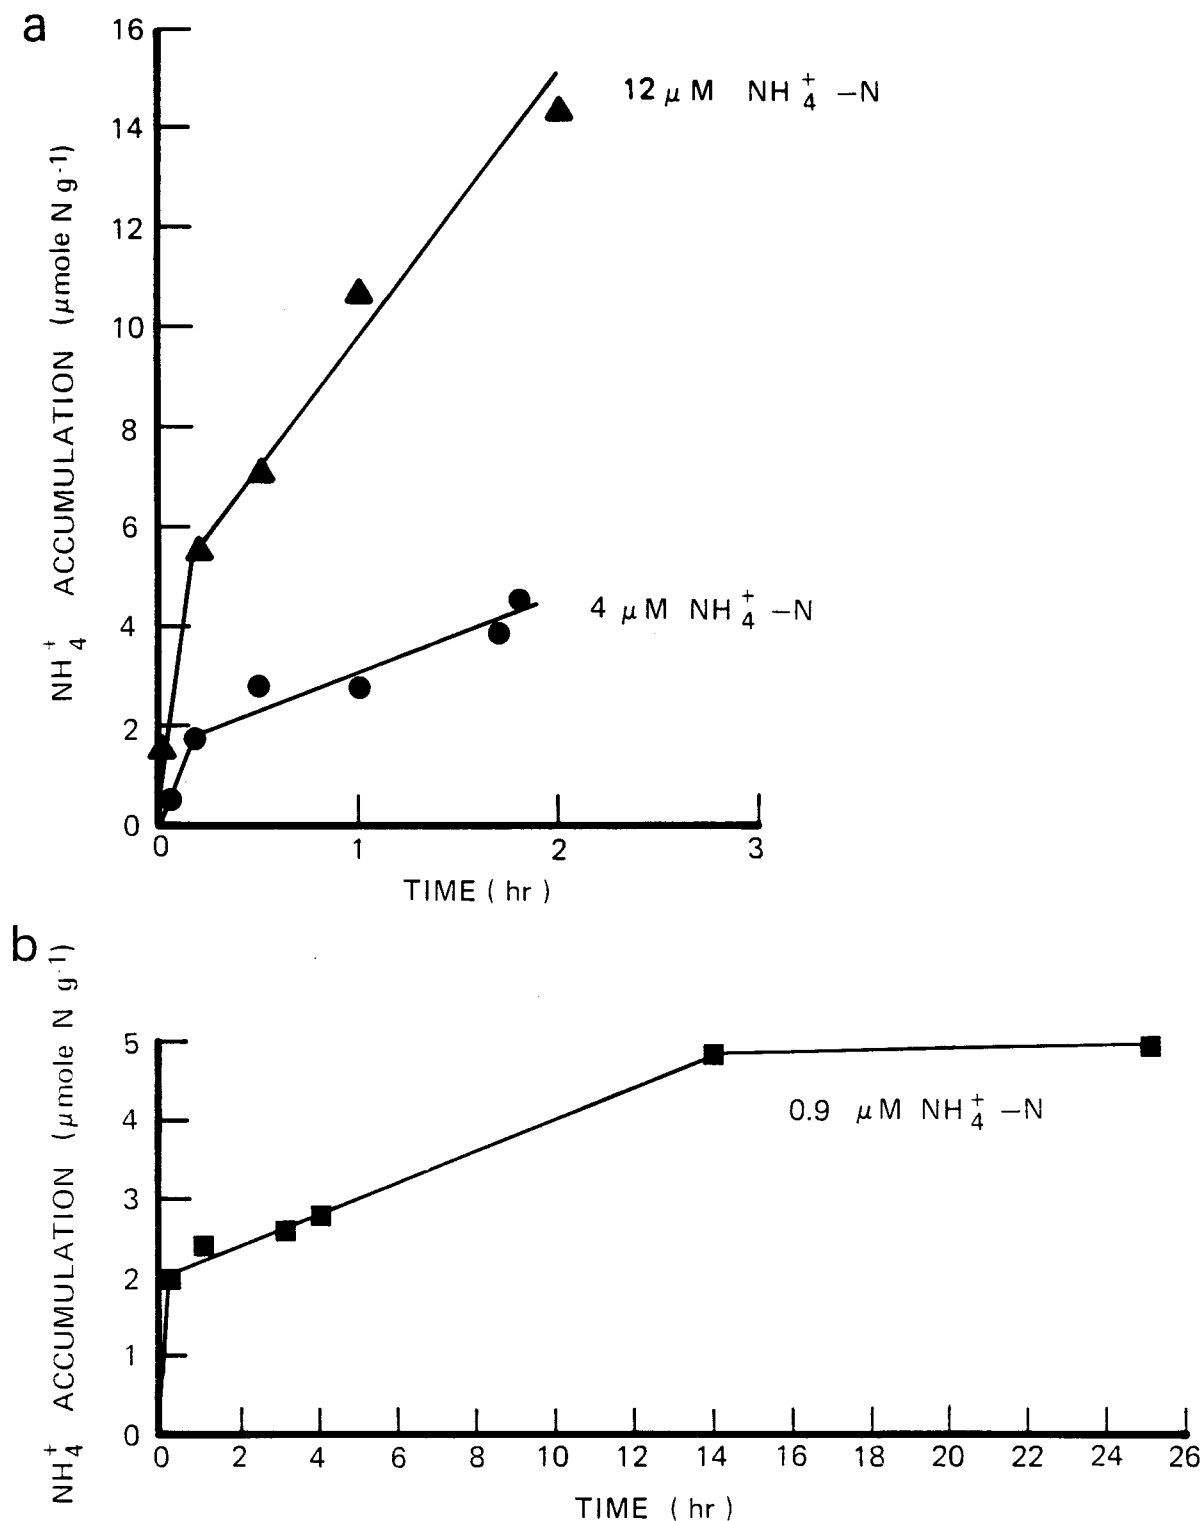 a
NH₄⁺ ACCUMULATION (μmole N g⁻¹)
16
14
12
10
8
6
4
2
0
12 μM NH₄⁺ –N
4 μM NH₄⁺ –N
0 1 2 3
TIME ( hr )
b
NH₄⁺ ACCUMULATION (μmole N g⁻¹)
5
4
3
2
1
0
0.9 μM NH₄⁺ –N
0 2 4 6 8 10 12 14 16 18 20 22 24 26
TIME ( hr )